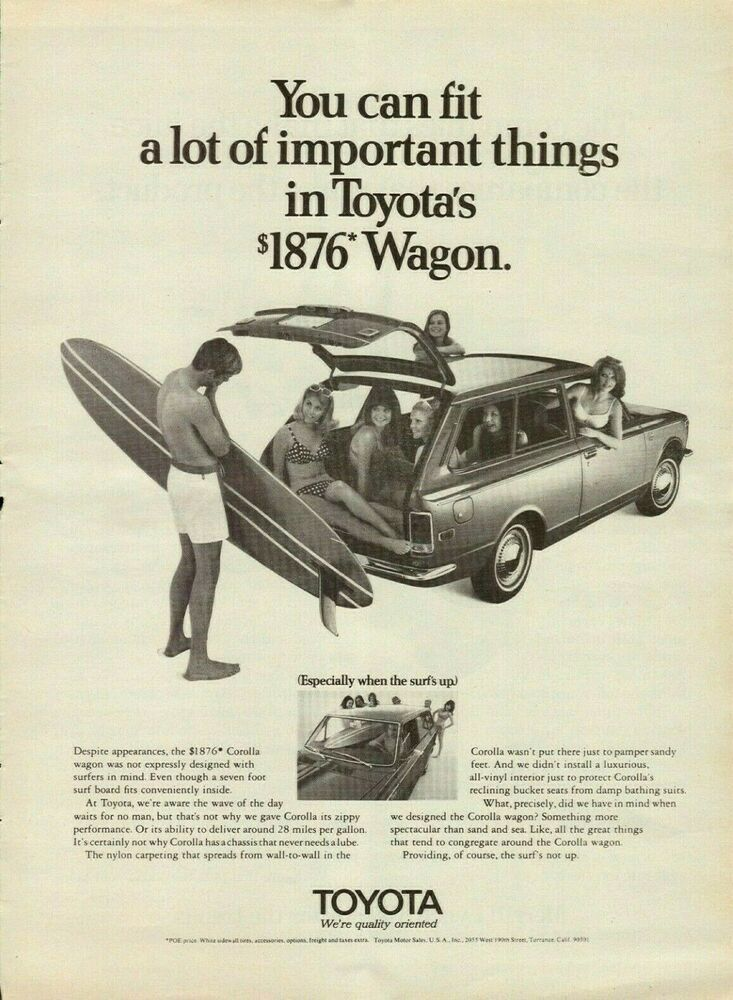 You can fit
a lot of important things
in Toyota's
$1876* Wagon.
(Especially when the surf's up.)
Despite appearances, the $1876* Corolla
wagon was not expressly designed with
surfers in mind. Even though a seven foot
surf board fits conveniently inside.
At Toyota, we're aware the wave of the day
waits for no man, but that's not why we gave Corolla its zippy
performance. Or its ability to deliver around 28 miles per gallon.
It's certainly not why Corolla has a chassis that never needs a lube.
The nylon carpeting that spreads from wall-to-wall in the
Corolla wasn't put there just to pamper sandy
feet. And we didn't install a luxurious,
all-vinyl interior just to protect Corolla's
reclining bucket seats from damp bathing suits.
What, precisely, did we have in mind when
we designed the Corolla wagon? Something more
spectacular than sand and sea. Like, all the great things
that tend to congregate around the Corolla wagon.
Providing, of course, the surf's not up.
TOYOTA
We're quality oriented
*POE price. White sidewall tires, accessories, options, freight and taxes extra. Toyota Motor Sales, U.S.A., Inc., 2055 West 190th Street, Torrance, Calif. 90501